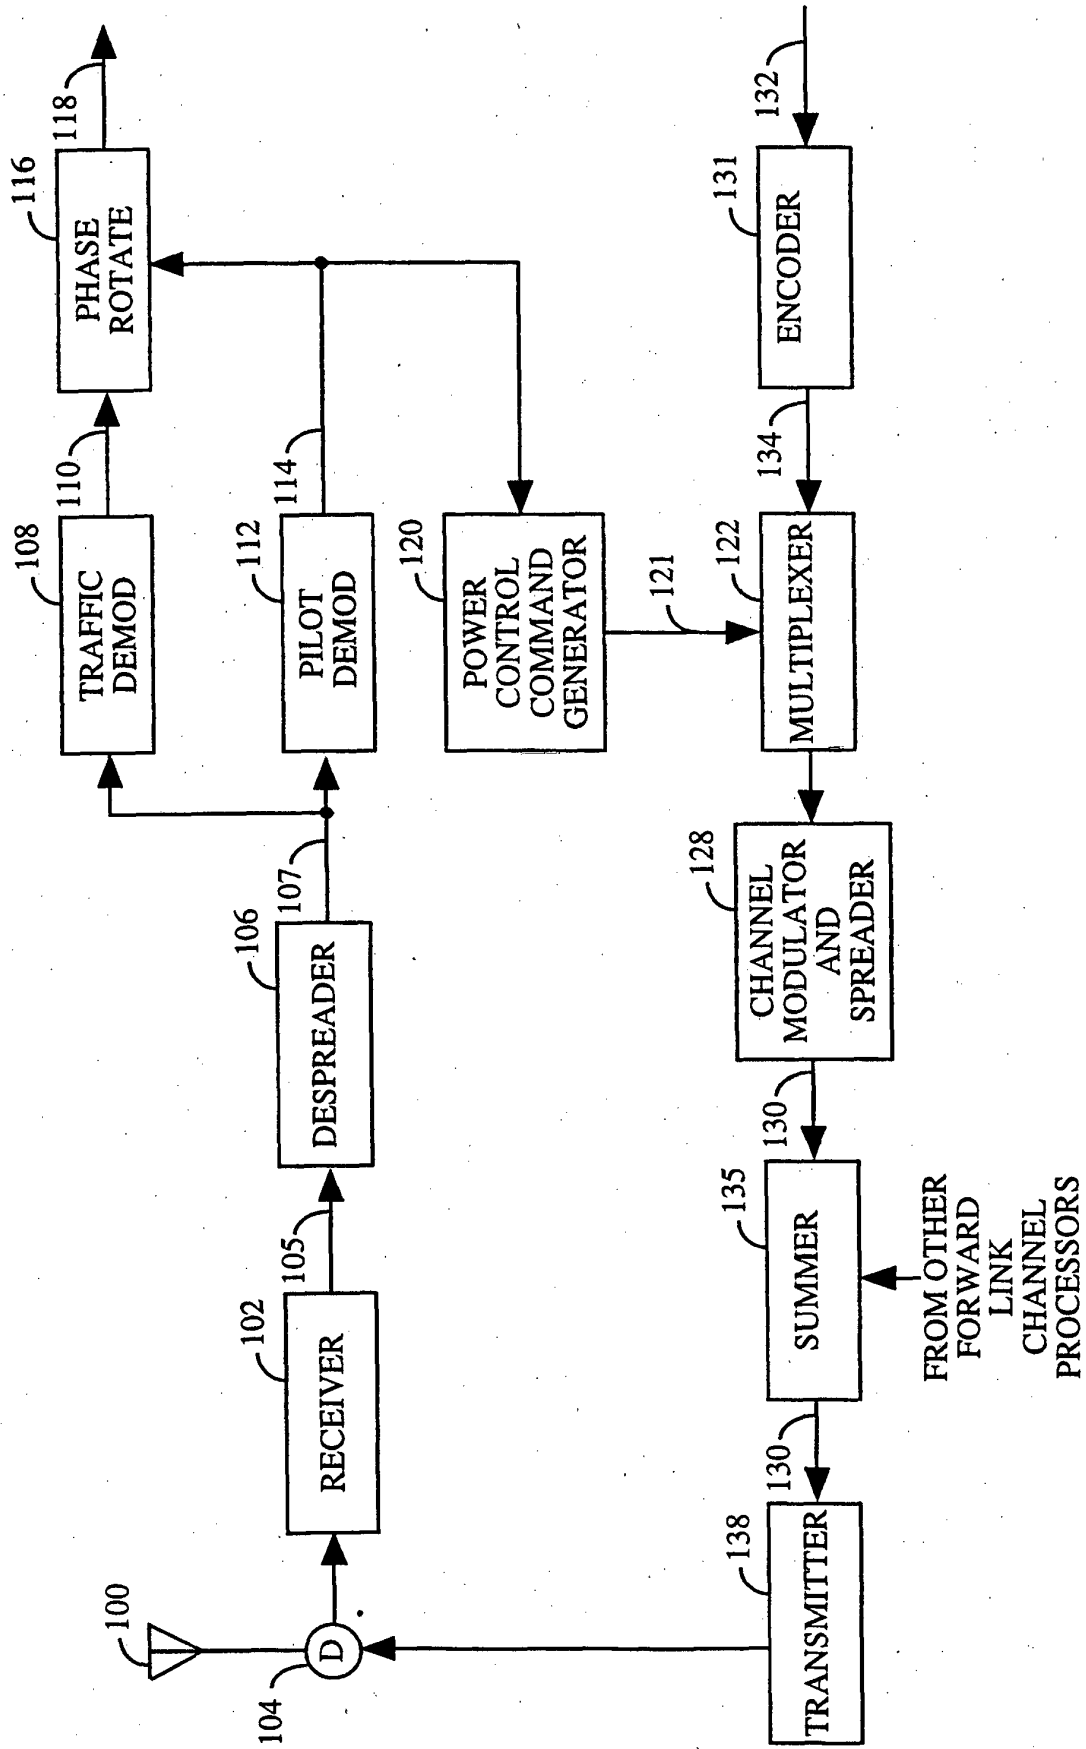 100
104
D
102
RECEIVER
105
106
DESPREADER
107
108
TRAFFIC
DEMOD
110
116
PHASE
ROTATE
118
112
PILOT
DEMOD
114
120
POWER
CONTROL
COMMAND
GENERATOR
121
138
TRANSMITTER
130
135
SUMMER
FROM OTHER
FORWARD
LINK
CHANNEL
PROCESSORS
130
128
CHANNEL
MODULATOR
AND
SPREADER
122
MULTIPLEXER
134
131
ENCODER
132